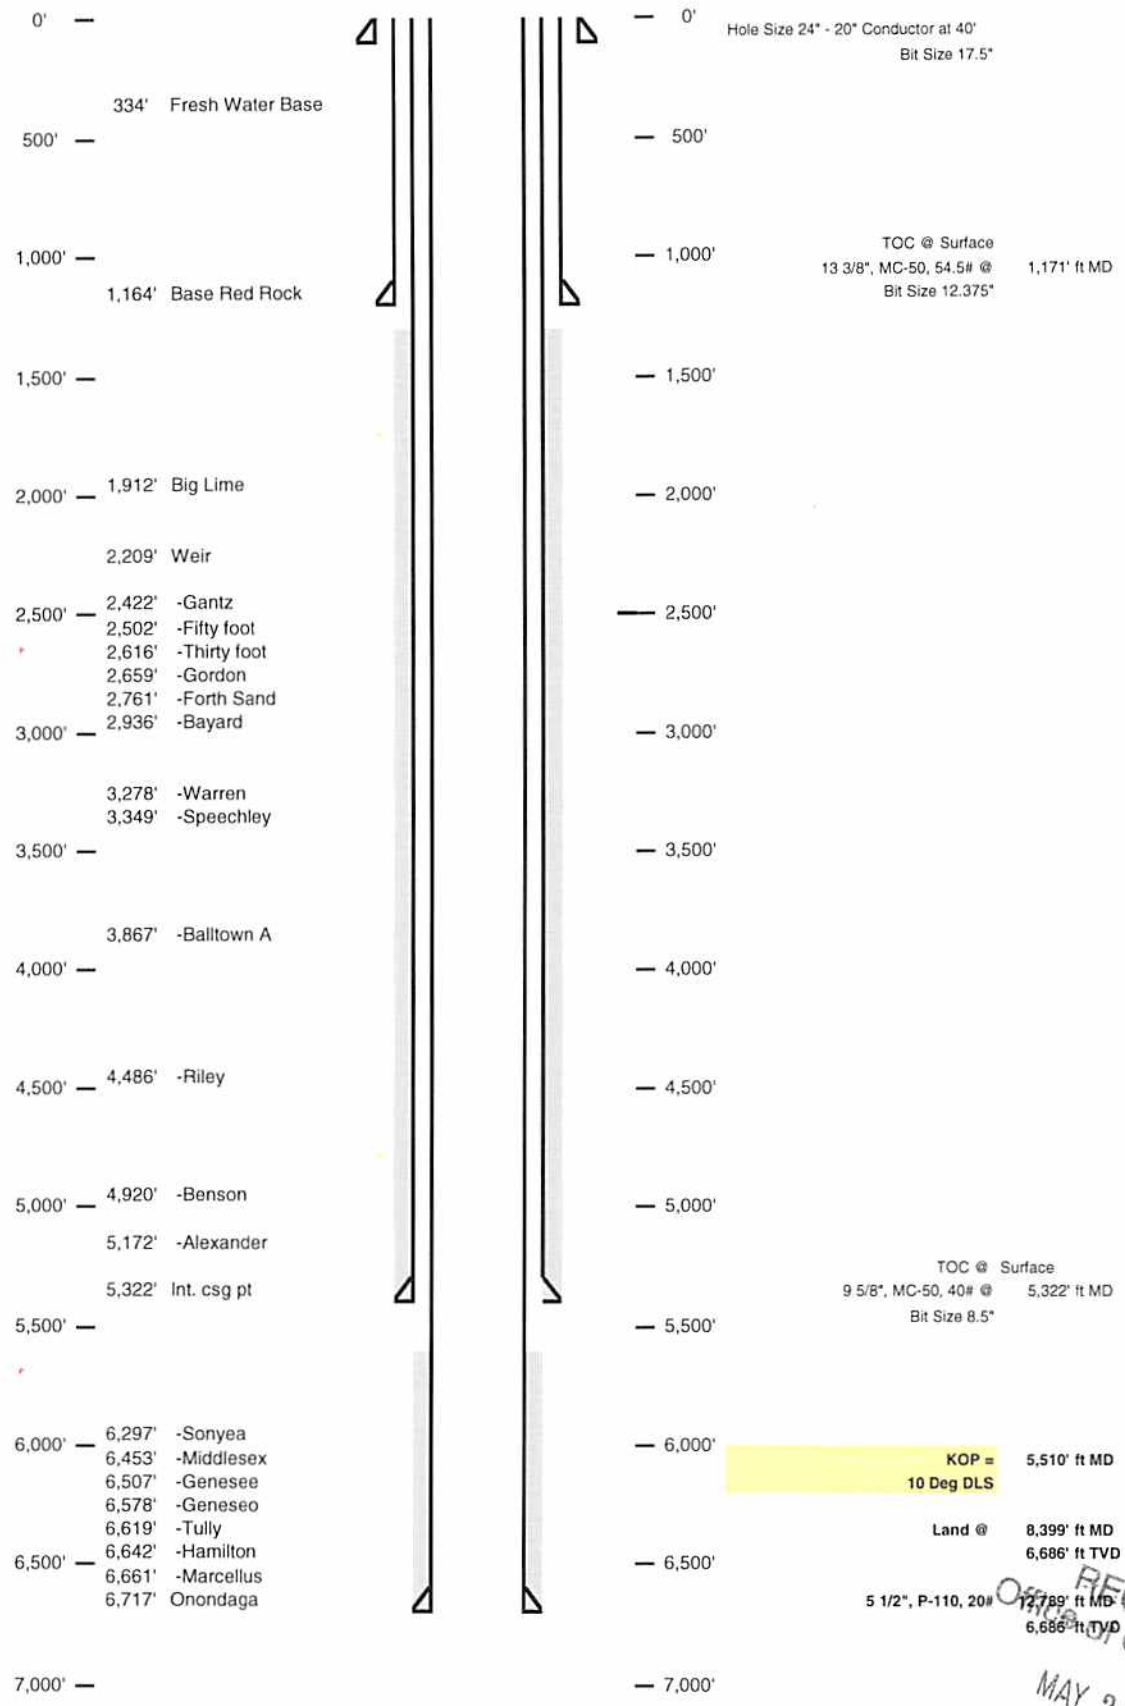 0' — — 0'
Hole Size 24" - 20" Conductor at 40'
Bit Size 17.5"
334' Fresh Water Base
500' — — 500'
TOC @ Surface
1,000' — — 1,000'
13 3/8", MC-50, 54.5# @ 1,171' ft MD
1,164' Base Red Rock
Bit Size 12.375"
1,500' — — 1,500'
1,912' Big Lime
2,000' — — 2,000'
2,209' Weir
2,422' -Gantz
2,500' — — 2,500'
2,502' -Fifty foot
2,616' -Thirty foot
2,659' -Gordon
2,761' -Forth Sand
2,936' -Bayard
3,000' — — 3,000'
3,278' -Warren
3,349' -Speechley
3,500' — — 3,500'
3,867' -Balltown A
4,000' — — 4,000'
4,486' -Riley
4,500' — — 4,500'
4,920' -Benson
5,000' — — 5,000'
5,172' -Alexander
TOC @ Surface
5,322' Int. csg pt
9 5/8", MC-50, 40# @ 5,322' ft MD
Bit Size 8.5"
5,500' — — 5,500'
6,297' -Sonyea
6,000' — — 6,000'
6,453' -Middlesex
KOP = 5,510' ft MD
6,507' -Genesee
10 Deg DLS
6,578' -Geneseo
6,619' -Tully
Land @ 8,399' ft MD
6,642' -Hamilton
6,686' ft TVD
6,500' — — 6,500'
6,661' -Marcellus
6,717' Onondaga
5 1/2", P-110, 20# 12,789' ft MD
6,686' ft TVD
Office of
MAY 2
7,000' — — 7,000'